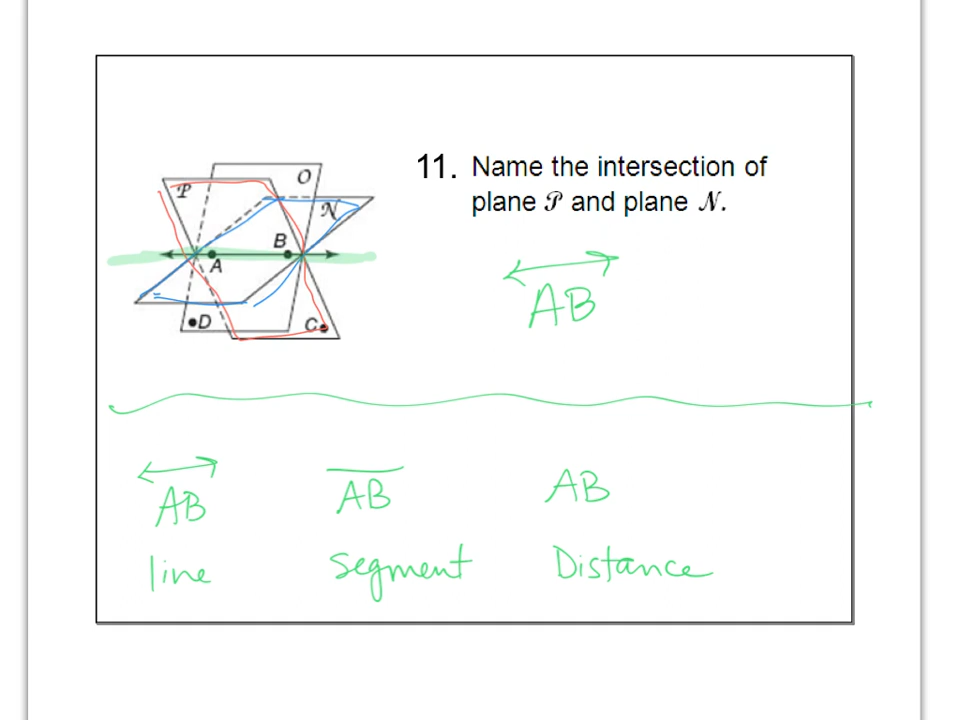 11. Name the intersection of
plane P and plane N.
O
P
N
B
A
D
C
AB
AB AB AB
line segment Distance